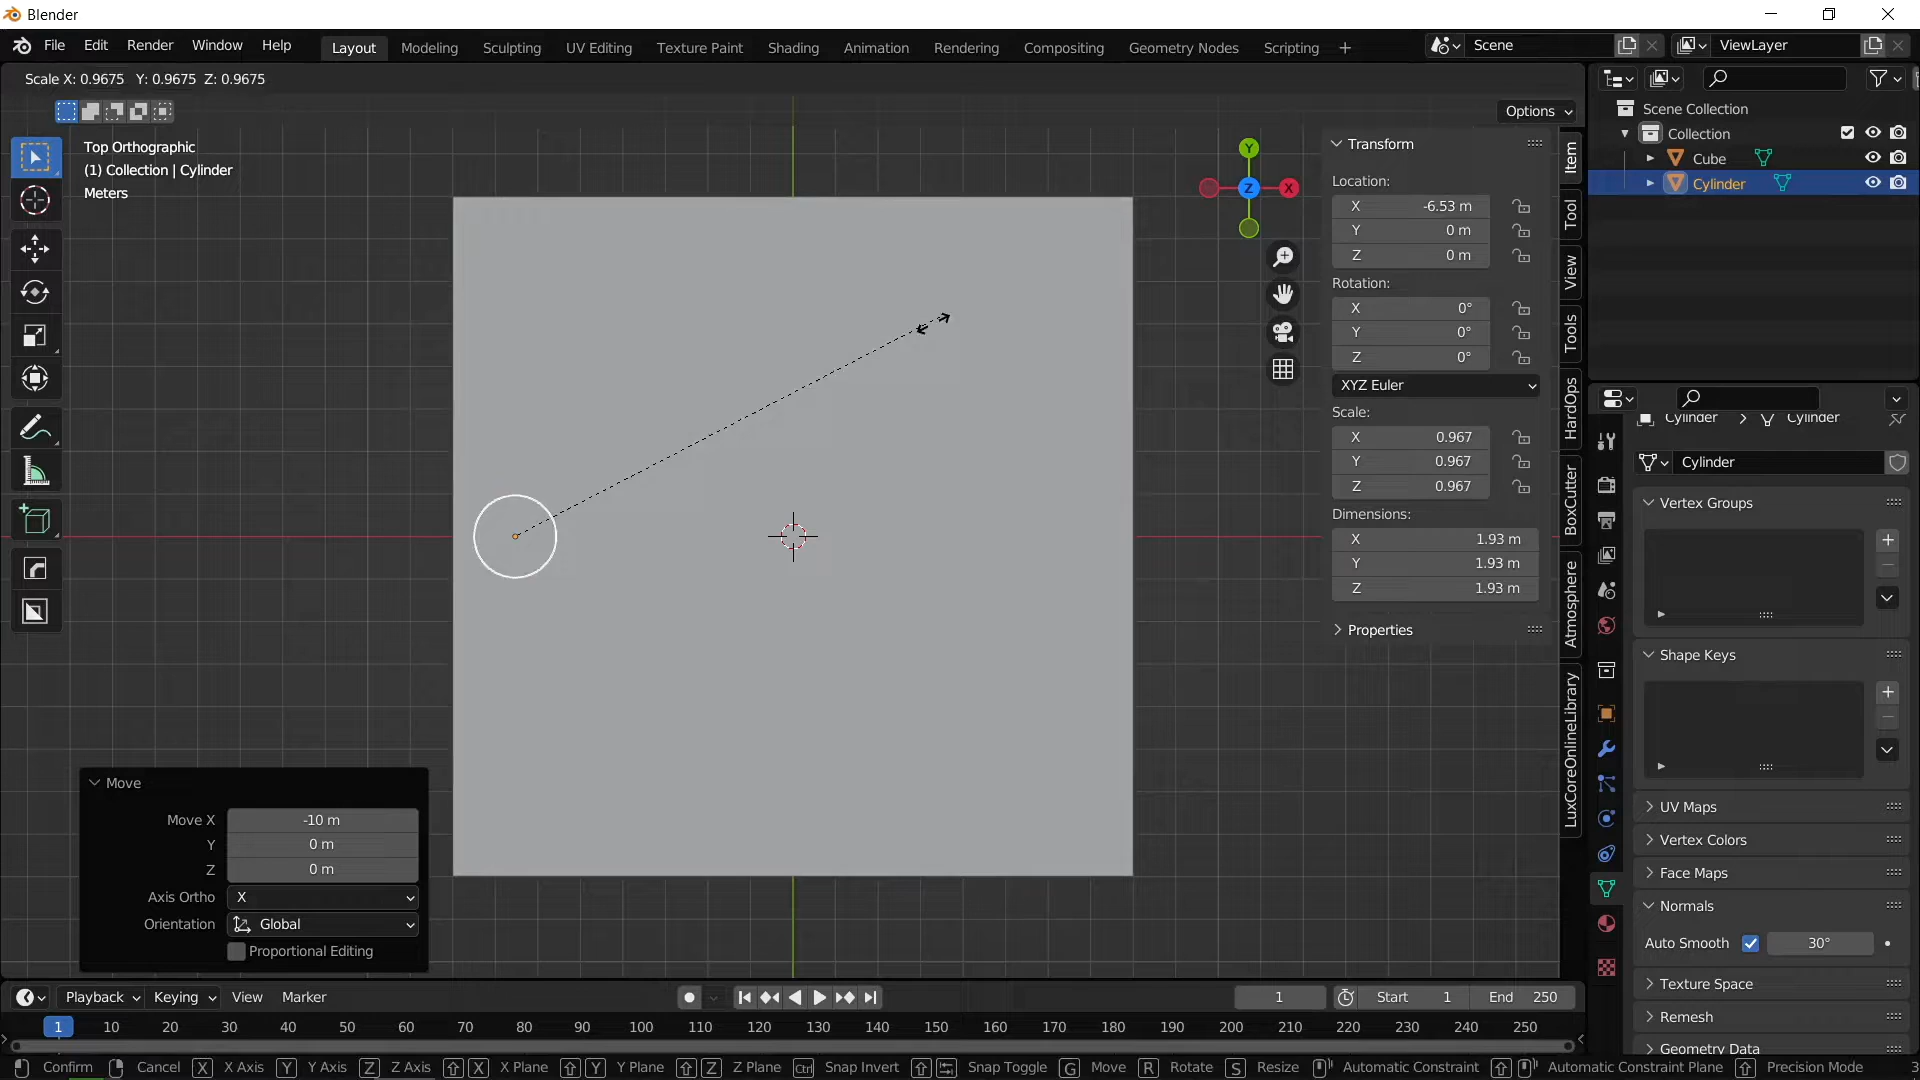 Blender
File Edit Render Window Help Layout Modeling Sculpting UV Editing Texture Paint Shading Animation Rendering Compositing Geometry Nodes Scripting + Scene ViewLayer
Scale X: 0.9675 Y: 0.9675 Z: 0.9675
Options
Top Orthographic
(1) Collection | Cylinder
Meters
Y
Z
X
Transform
Location:
X -6.53 m
Y 0 m
Z 0 m
Rotation:
X 0°
Y 0°
Z 0°
XYZ Euler
Scale:
X 0.967
Y 0.967
Z 0.967
Dimensions:
X 1.93 m
Y 1.93 m
Z 1.93 m
Properties
Item
Tool
View
Tools
HardOps
BoxCutter
Atmosphere
LuxCoreOnlineLibrary
Scene Collection
Collection
Cube
Cylinder
Cylinder > Cylinder
Cylinder
Vertex Groups
Shape Keys
UV Maps
Vertex Colors
Face Maps
Normals
Auto Smooth 30°
Texture Space
Remesh
Geometry Data
Move
Move X -10 m
Y 0 m
Z 0 m
Axis Ortho X
Orientation Global
Proportional Editing
Playback Keying View Marker 1 Start 1 End 250
1 10 20 30 40 50 60 70 80 90 100 110 120 130 140 150 160 170 180 190 200 210 220 230 240 250
Confirm Cancel X X Axis Y Y Axis Z Z Axis X X Plane Y Y Plane Z Z Plane Ctrl Snap Invert Snap Toggle G Move R Rotate S Resize Automatic Constraint Automatic Constraint Plane Precision Mode